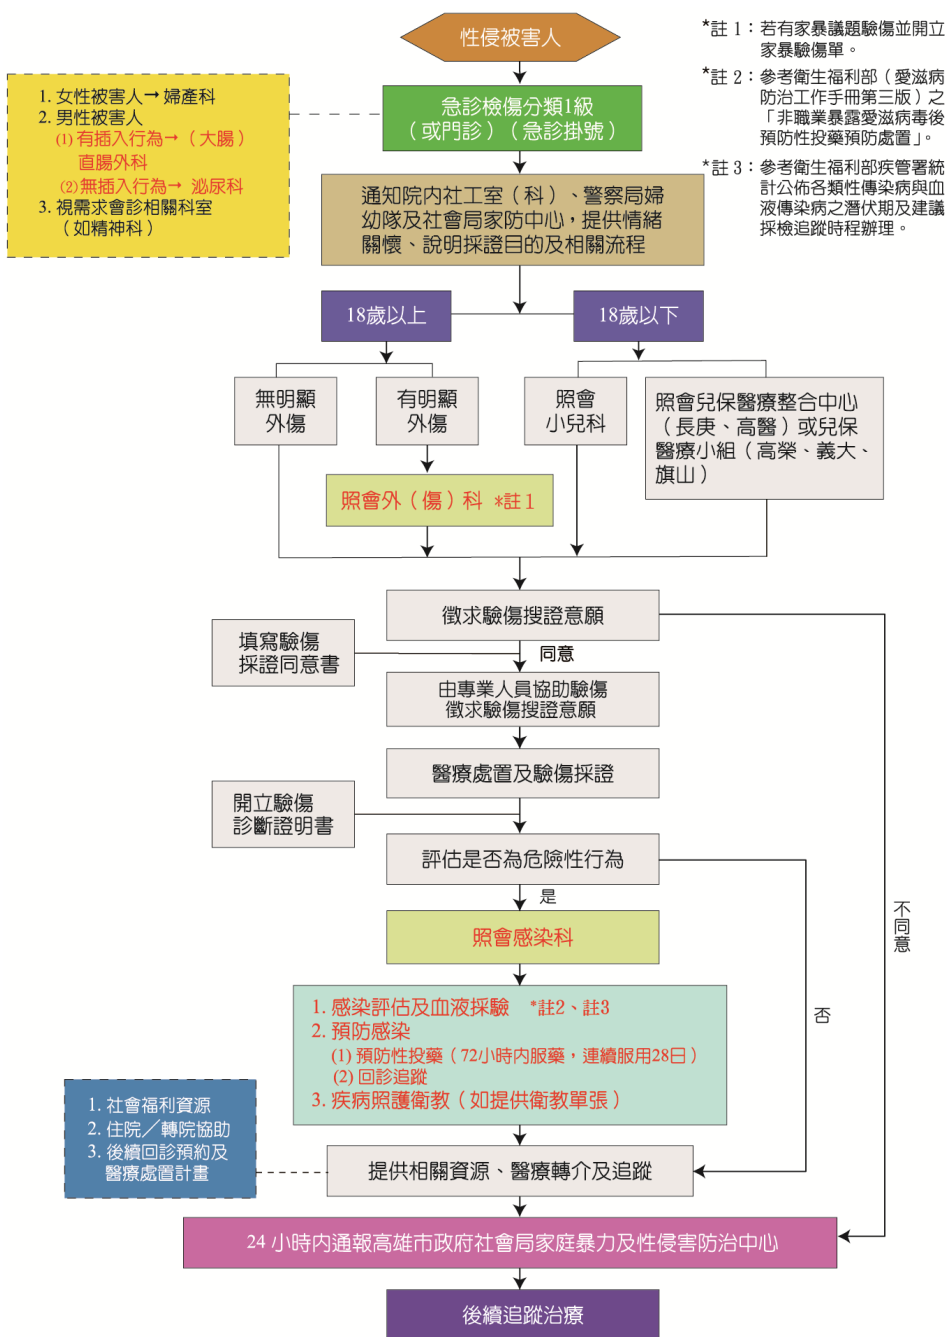 性侵被害人
*註 1：若有家暴議題驗傷並開立
家暴驗傷單。
*註 2：參考衛生福利部（愛滋病
防治工作手冊第三版）之
「非職業暴露愛滋病毒後
預防性投藥預防處置」。
*註 3：參考衛生福利部疾管署統
計公佈各類性傳染病與血
液傳染病之潛伏期及建議
採檢追蹤時程辦理。
1. 女性被害人→ 婦產科
2. 男性被害人
(1) 有插入行為→（大腸）
直腸外科
(2) 無插入行為→ 泌尿科
3. 視需求會診相關科室
（如精神科）
急診檢傷分類1級
（或門診）（急診掛號）
通知院內社工室（科）、警察局婦
幼隊及社會局家防中心，提供情緒
關懷、說明採證目的及相關流程
18歲以上
18歲以下
無明顯
外傷
有明顯
外傷
照會
小兒科
照會兒保醫療整合中心
（長庚、高醫）或兒保
醫療小組（高榮、義大、
旗山）
照會外（傷）科 *註 1
徵求驗傷搜證意願
填寫驗傷
採證同意書
同意
由專業人員協助驗傷
徵求驗傷搜證意願
醫療處置及驗傷採證
開立驗傷
診斷證明書
評估是否為危險性行為
是
不同意
照會感染科
否
1. 感染評估及血液採驗 *註2、註3
2. 預防感染
(1) 預防性投藥（72小時內服藥，連續服用28日）
(2) 回診追蹤
3. 疾病照護衛教（如提供衛教單張）
1. 社會福利資源
2. 住院／轉院協助
3. 後續回診預約及
醫療處置計畫
提供相關資源、醫療轉介及追蹤
24 小時內通報高雄市政府社會局家庭暴力及性侵害防治中心
後續追蹤治療